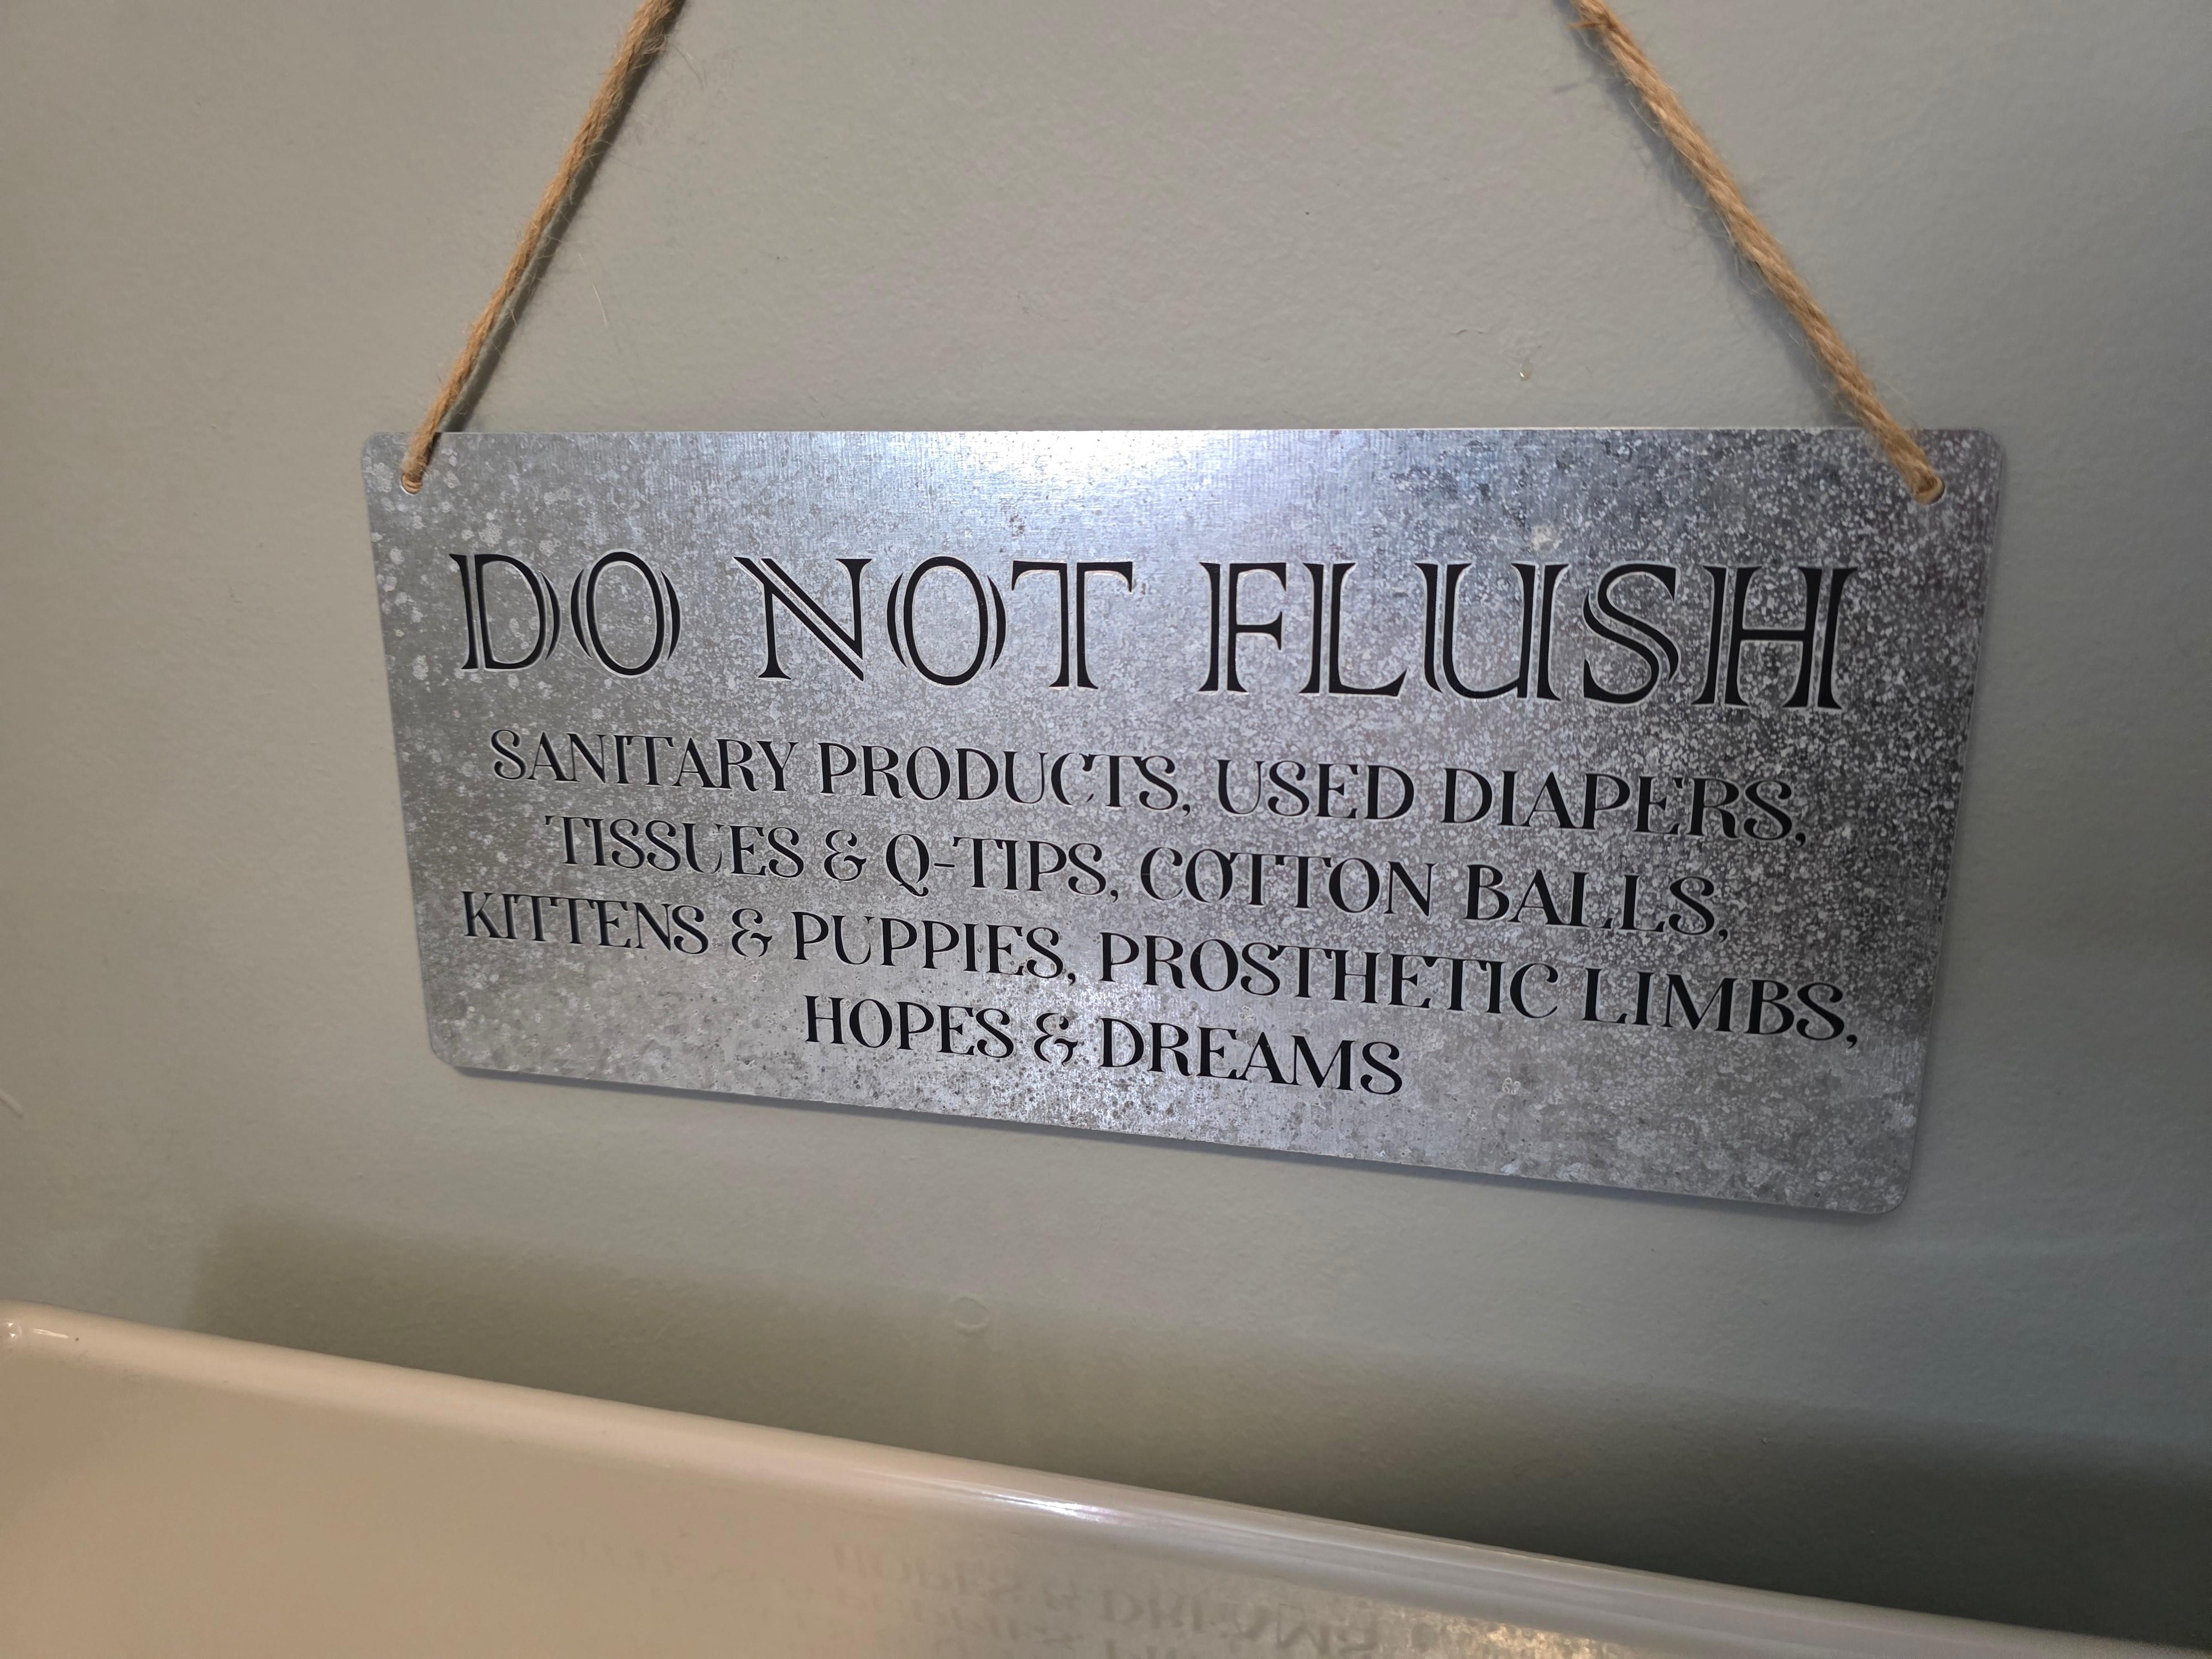 DO NOT FLUSH
SANITARY PRODUCTS, USED DIAPERS,
TISSUES & Q-TIPS, COTTON BALLS,
KITTENS & PUPPIES, PROSTHETIC LIMBS,
HOPES & DREAMS